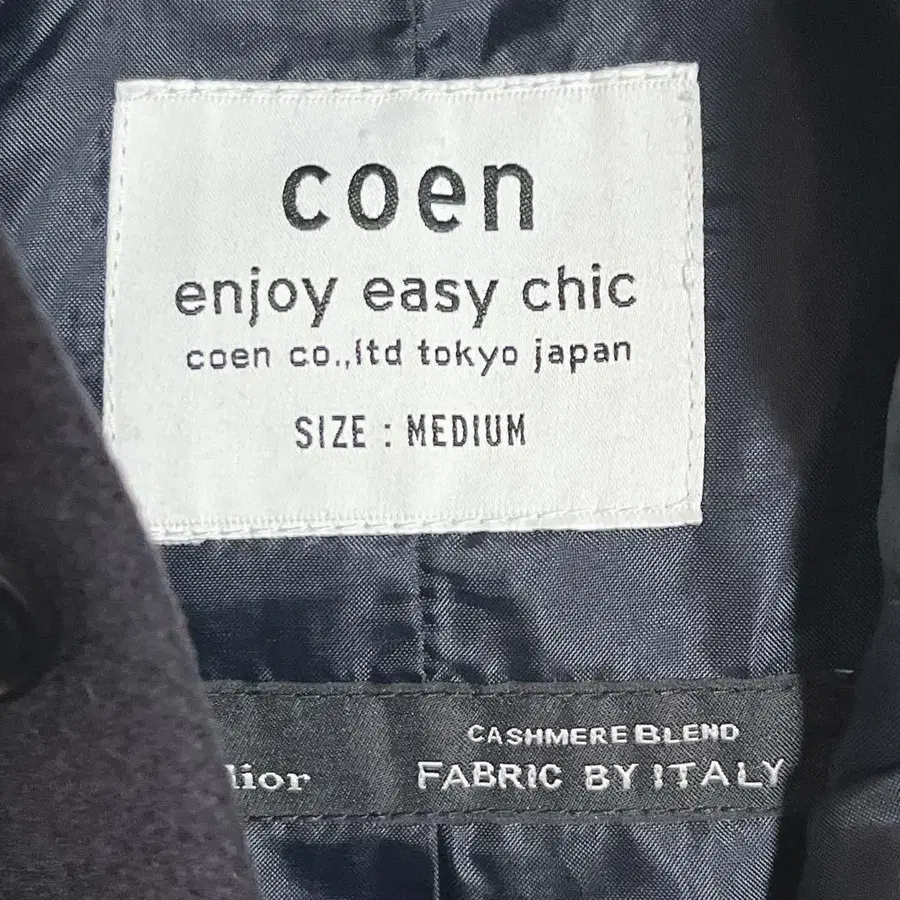 coen
enjoy easy chic
coen co.,ltd tokyo japan
SIZE : MEDIUM
CASHMERE BLEND
FABRIC BY ITALY